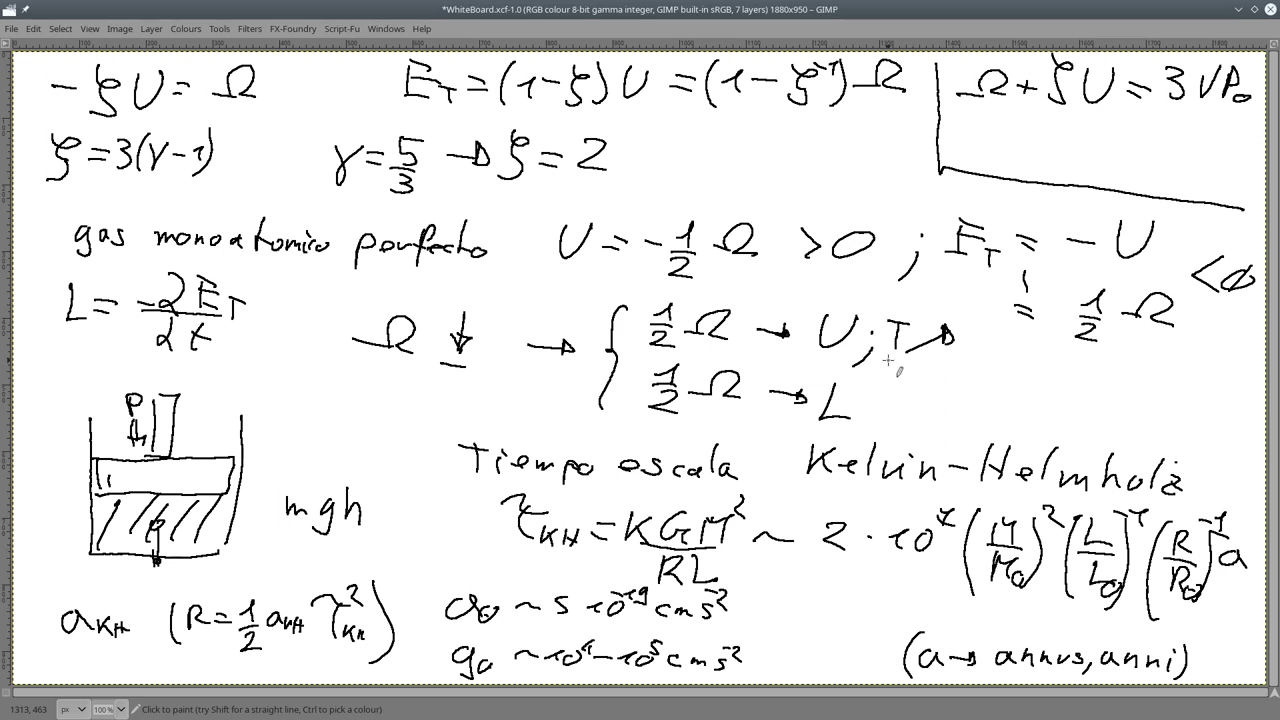 *WhiteBoard.xcf-1.0 (RGB colour 8-bit gamma integer, GIMP built-in sRGB, 7 layers) 1880x950 – GIMP
File Edit Select View Image Layer Colours Tools Filters FX-Foundry Script-Fu Windows Help
-ζU = Ω
E_T = (1-ζ)U = (1-ζ⁻¹)Ω
Ω + ζU = 3VP₀
ζ = 3(γ-1)
γ = 5/3 → ζ = 2
gas monoatomico perfecto
U = -1/2 Ω > 0 ; E_T = -U
= 1/2 Ω < 0
L = -dE_T/dt
Ω ↓ → { 1/2 Ω → U; T ↗
1/2 Ω → L
P
mgh
P
Tiempo escala Kelvin-Helmholz
τ_KH = KGM²/RL ~ 2 · 10⁷ (M/M⊙)² (L/L⊙)⁻¹ (R/R⊙)⁻¹ a
a_KH (R = 1/2 a_KH τ²_KH)
a⊙ ~ 5 10⁻¹⁹ cm s⁻²
g⊙ ~ 10⁴-10⁵ cm s⁻²
(a → annus, anni)
1313, 463 px 100 % Click to paint (try Shift for a straight line, Ctrl to pick a colour)